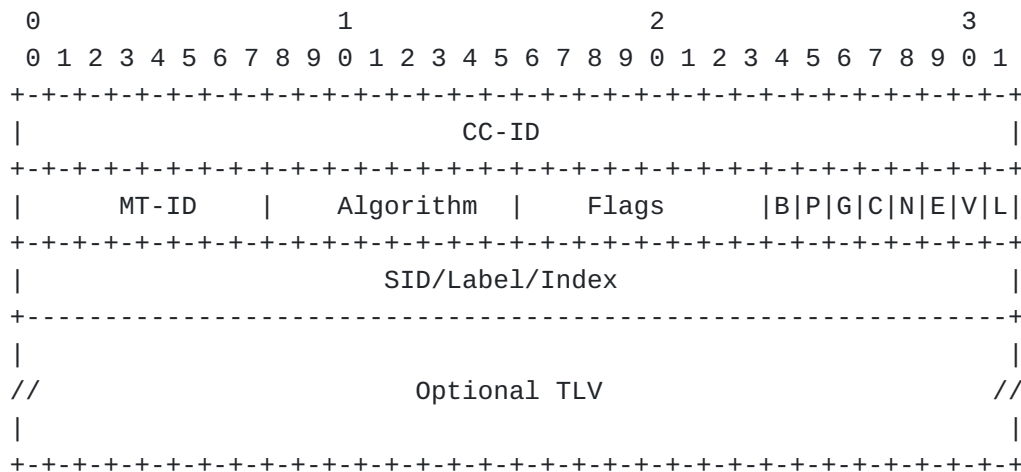 0                   1                   2                   3
 0 1 2 3 4 5 6 7 8 9 0 1 2 3 4 5 6 7 8 9 0 1 2 3 4 5 6 7 8 9 0 1
+-+-+-+-+-+-+-+-+-+-+-+-+-+-+-+-+-+-+-+-+-+-+-+-+-+-+-+-+-+-+-+-+
|                            CC-ID                              |
+-+-+-+-+-+-+-+-+-+-+-+-+-+-+-+-+-+-+-+-+-+-+-+-+-+-+-+-+-+-+-+-+
|      MT-ID    |    Algorithm  |    Flags      |B|P|G|C|N|E|V|L|
+-+-+-+-+-+-+-+-+-+-+-+-+-+-+-+-+-+-+-+-+-+-+-+-+-+-+-+-+-+-+-+-+
|                       SID/Label/Index                         |
+---------------------------------------------------------------+
|                                                               |
//                        Optional TLV                         //
|                                                               |
+-+-+-+-+-+-+-+-+-+-+-+-+-+-+-+-+-+-+-+-+-+-+-+-+-+-+-+-+-+-+-+-+